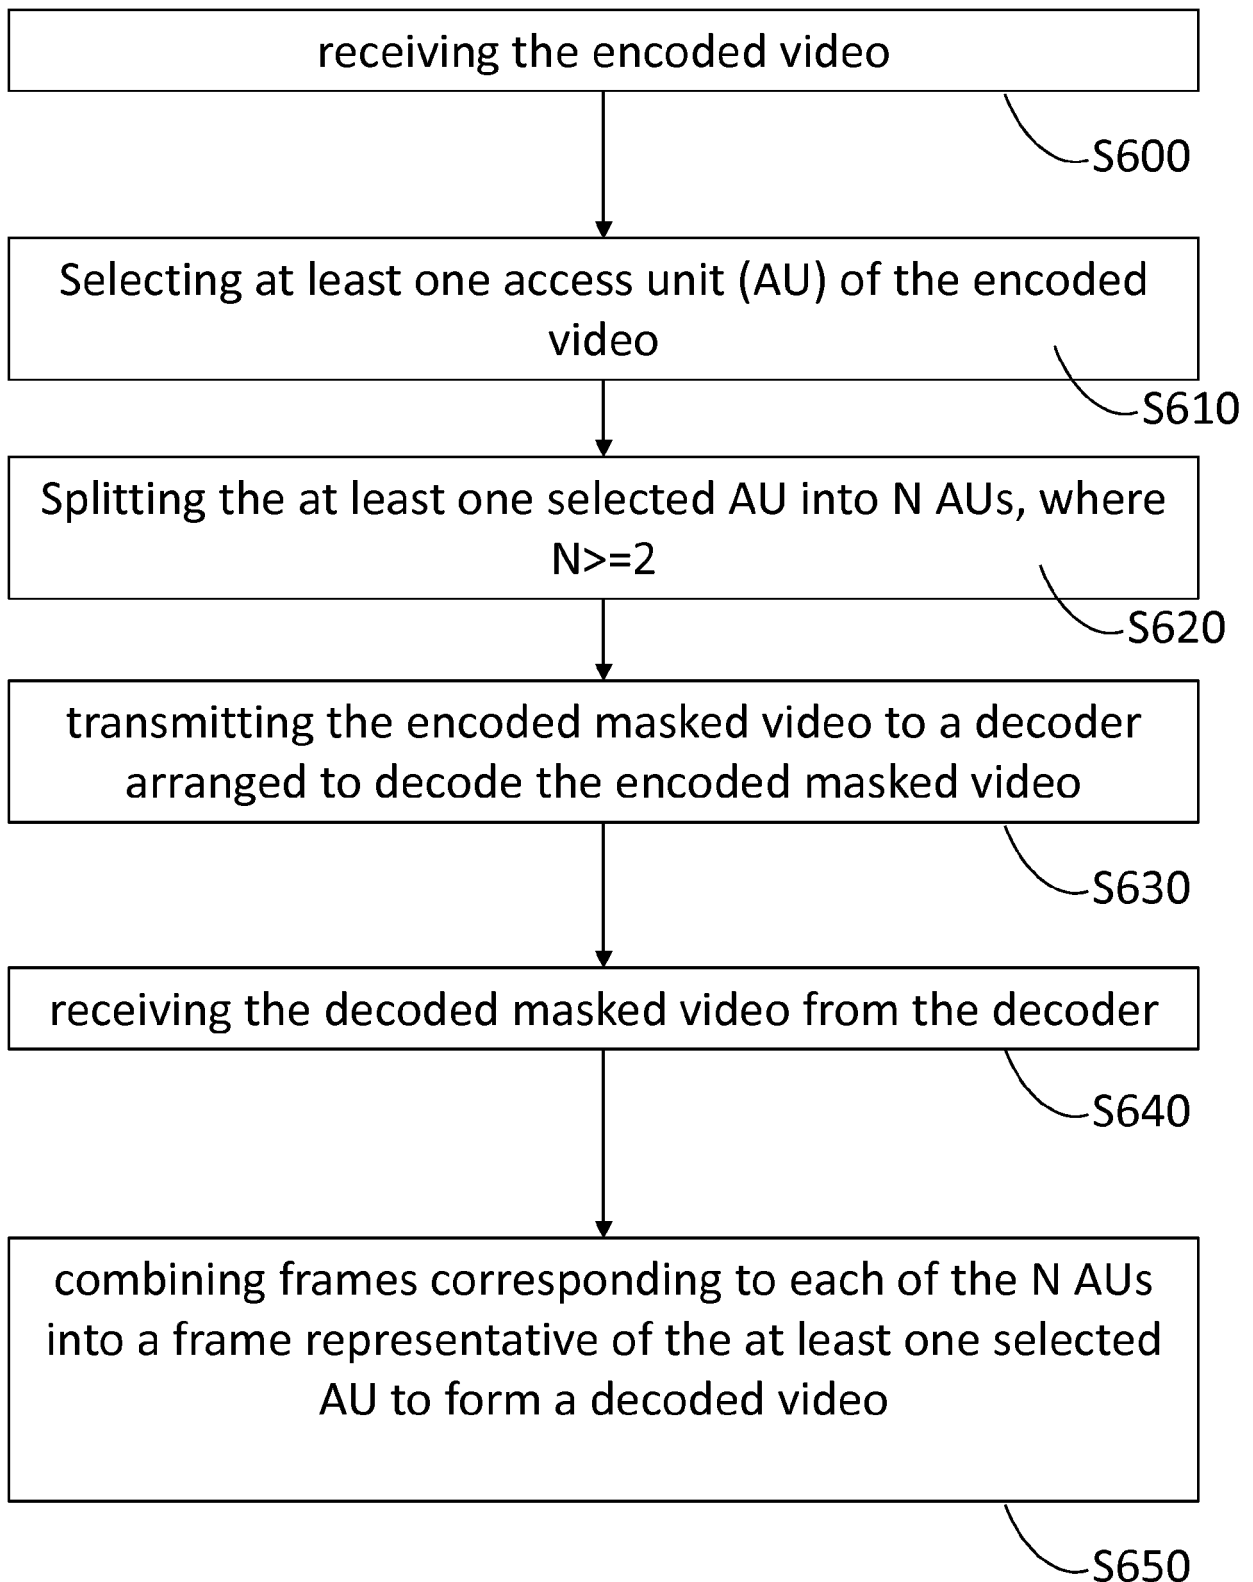 receiving the encoded video
S600
Selecting at least one access unit (AU) of the encoded
video
S610
Splitting the at least one selected AU into N AUs, where
N>=2
S620
transmitting the encoded masked video to a decoder
arranged to decode the encoded masked video
S630
receiving the decoded masked video from the decoder
S640
combining frames corresponding to each of the N AUs
into a frame representative of the at least one selected
AU to form a decoded video
S650